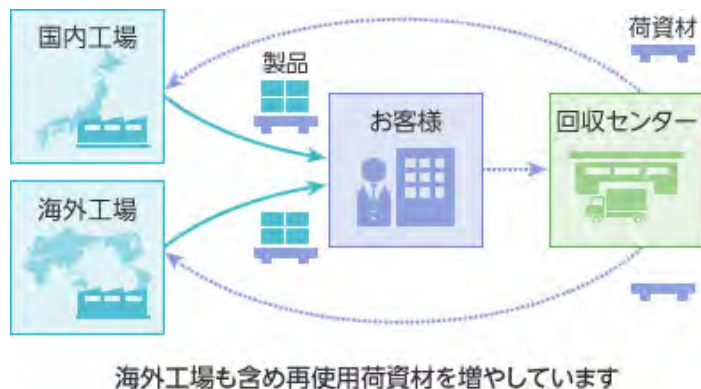 国内工場
製品
荷資材
お客様
回収センター
海外工場
海外工場も含め再使用荷資材を増やしています